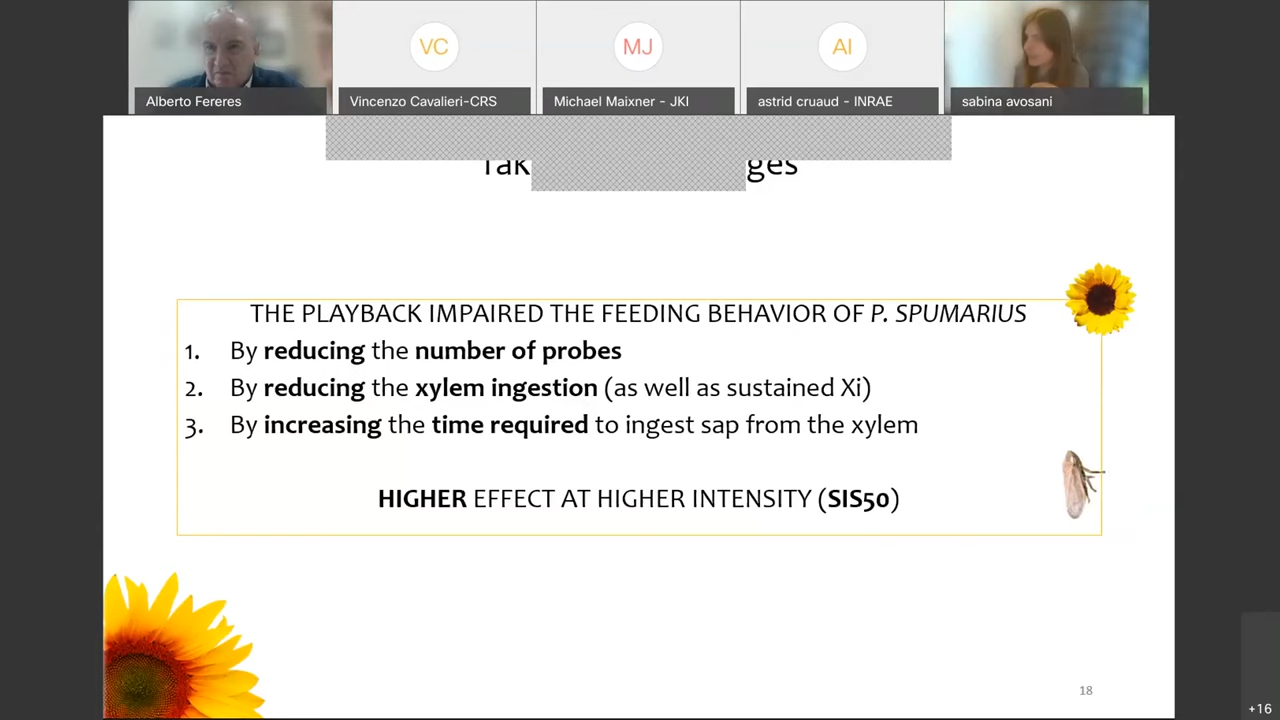 VC
MJ
AI
Alberto Fereres
Vincenzo Cavalieri-CRS
Michael Maixner - JKI
astrid cruaud - INRAE
sabina avosani
THE PLAYBACK IMPAIRED THE FEEDING BEHAVIOR OF P. SPUMARIUS
1. By reducing the number of probes
2. By reducing the xylem ingestion (as well as sustained Xi)
3. By increasing the time required to ingest sap from the xylem
HIGHER EFFECT AT HIGHER INTENSITY (SIS50)
18
+16